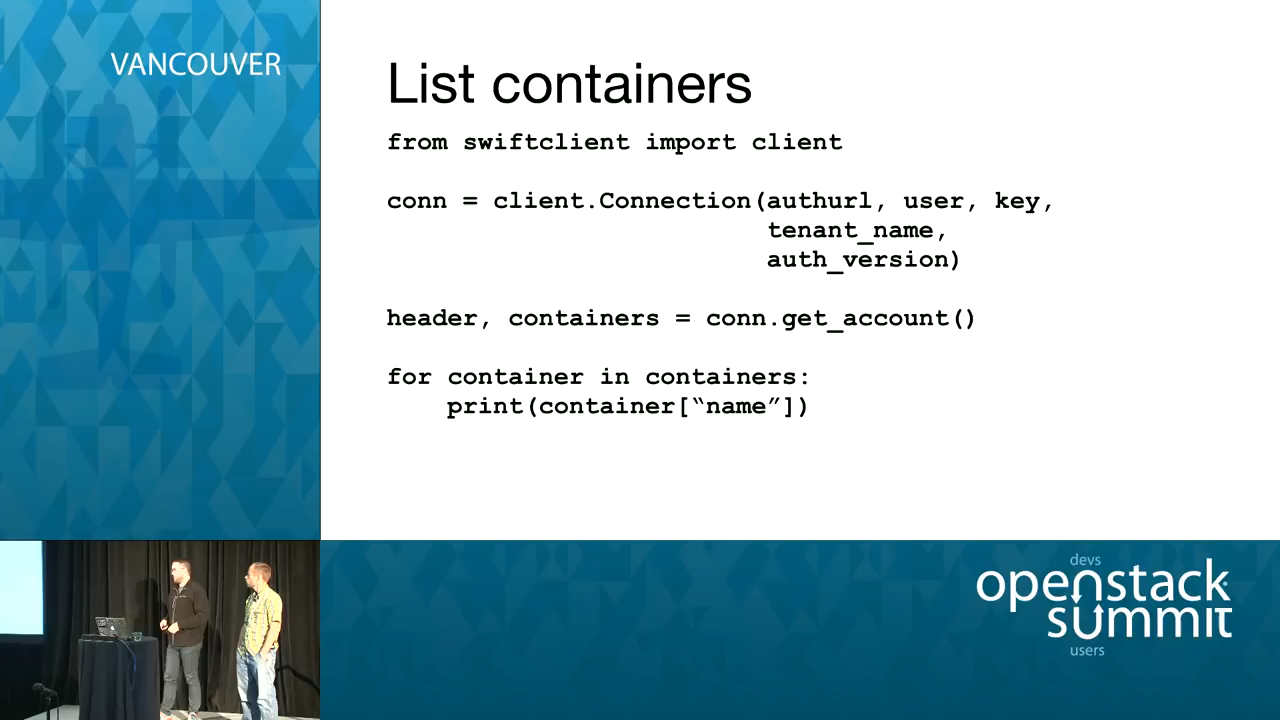 VANCOUVER
List containers
from swiftclient import client
conn = client.Connection(authurl, user, key,
tenant_name,
auth_version)
header, containers = conn.get_account()
for container in containers:
print(container[“name”])
devs
openstack
summit
users